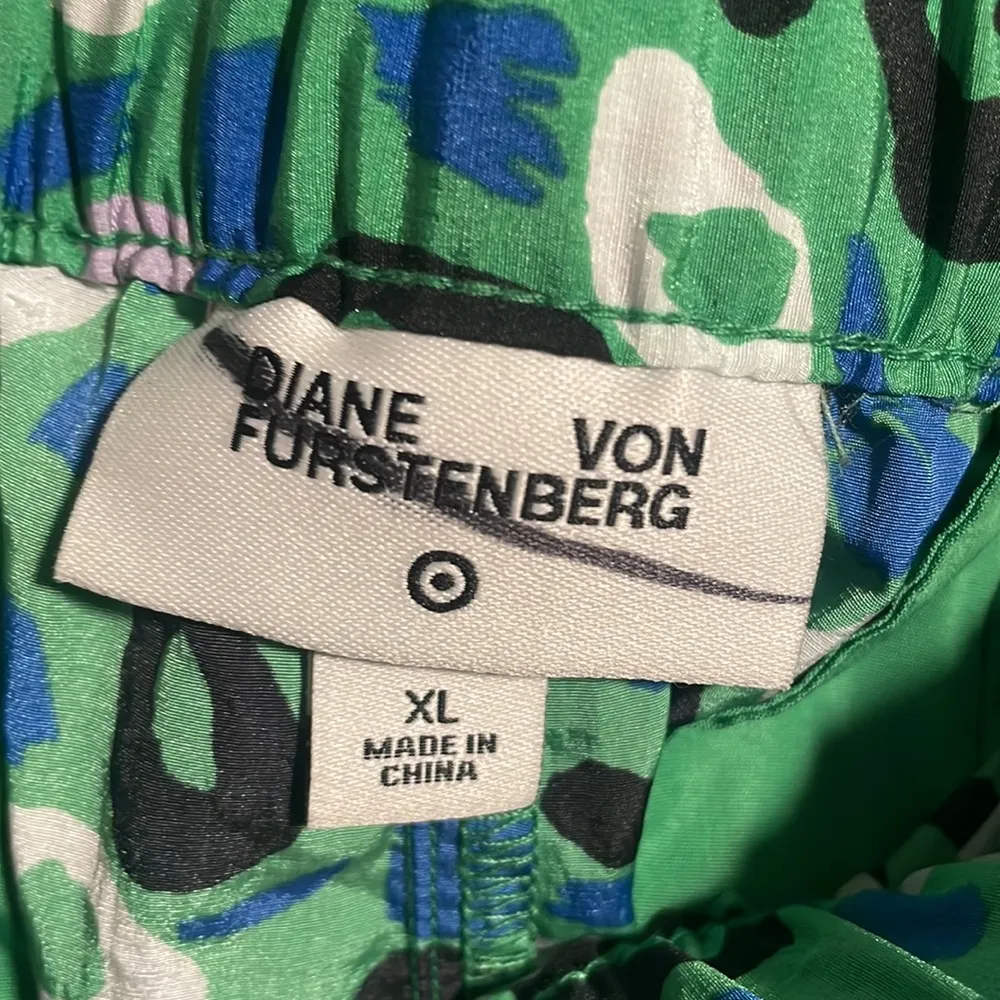 DIANE VON
FURSTENBERG
XL
MADE IN
CHINA